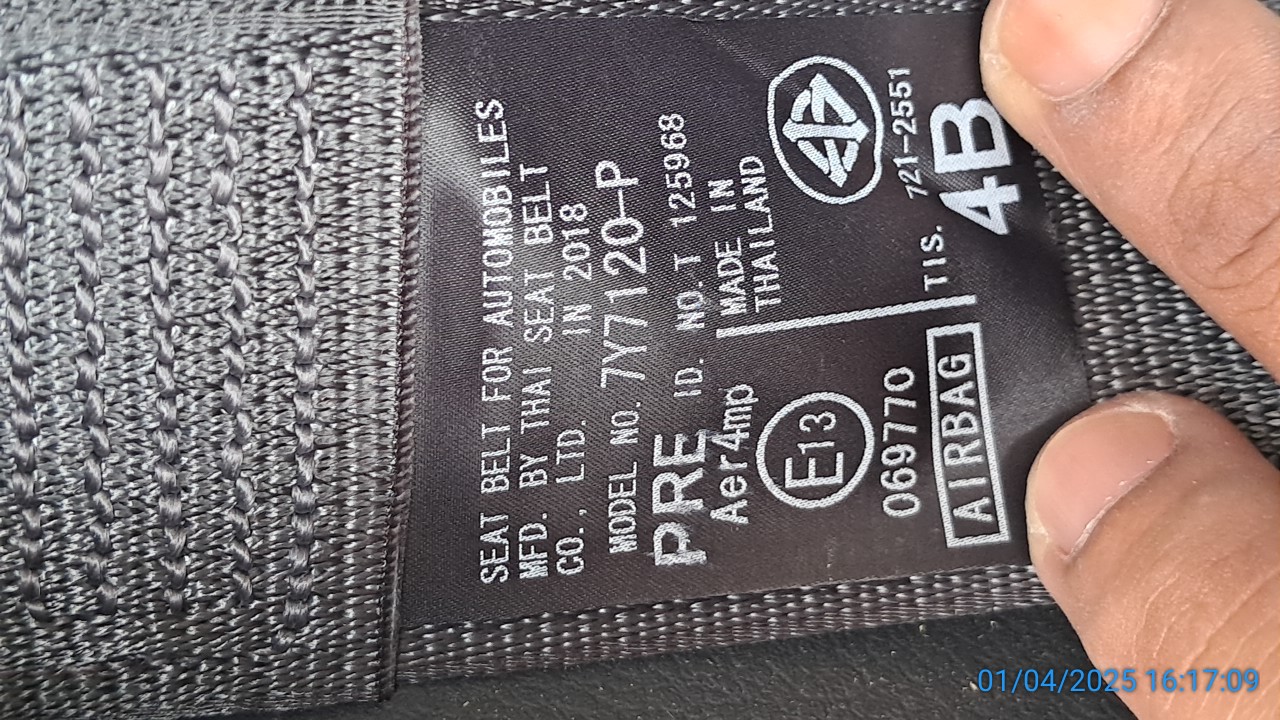 SEAT BELT FOR AUTOMOBILES
MFD. BY THAI SEAT BELT
CO., LTD. IN 2018
MODEL NO. 7Y7120-P
PRE ID. NO. T 125968
Aer4mp
E13
069770
AIRBAG
MADE IN
THAILAND
TIS. 721-2551
4B
01/04/2025 16:17:09